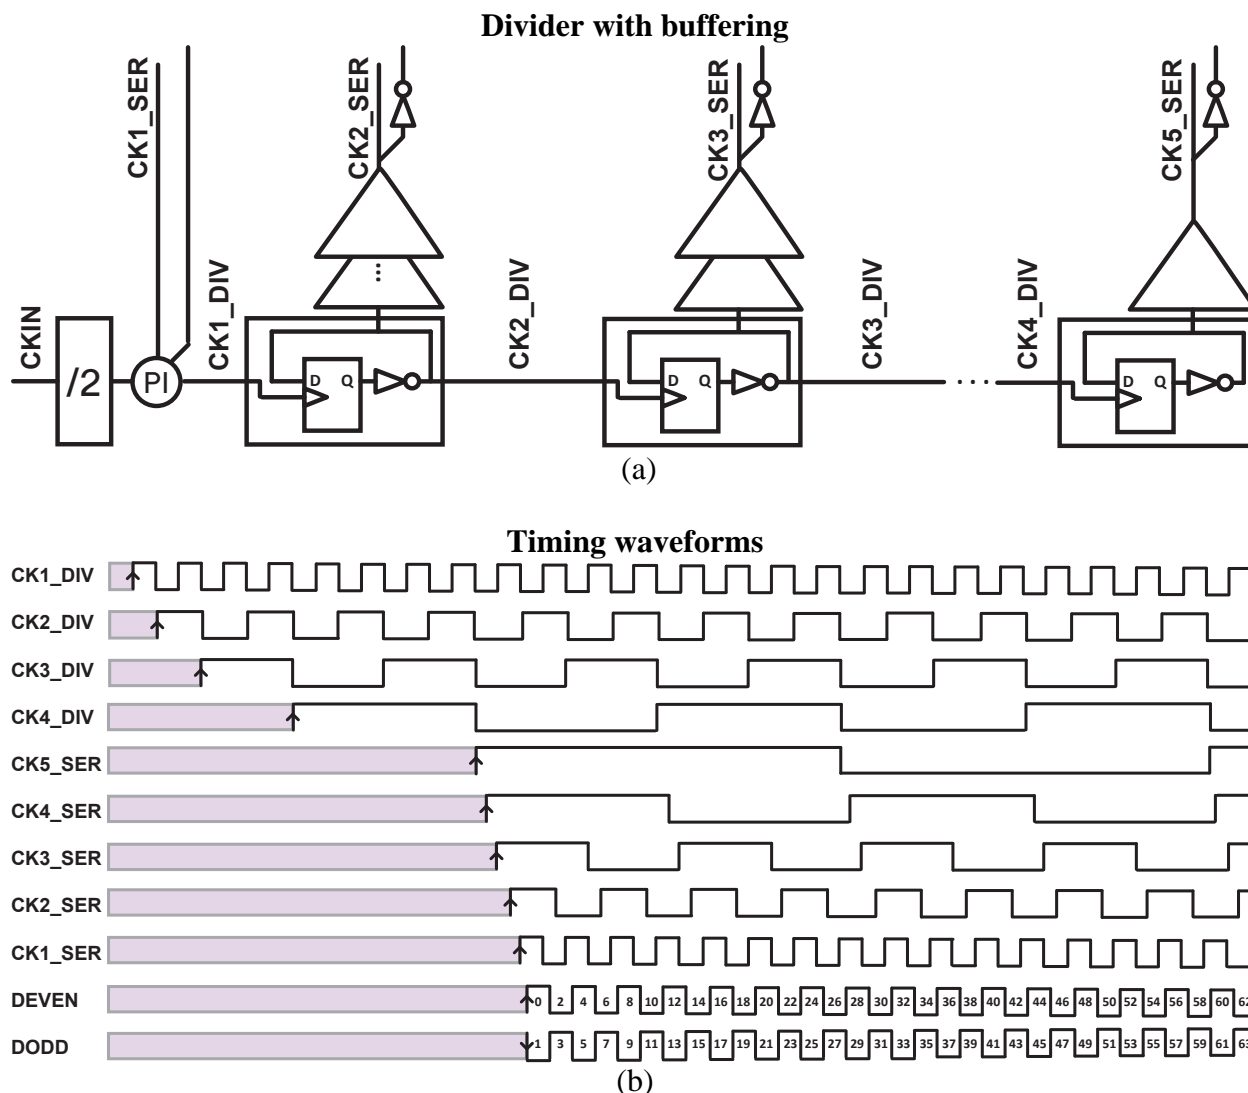 Divider with buffering
CK1_SER
CK2_SER
CK3_SER
CK5_SER
CKIN
/2
PI
CK1_DIV
D Q
CK2_DIV
D Q
CK3_DIV
...
CK4_DIV
D Q
(a)
Timing waveforms
CK1_DIV
CK2_DIV
CK3_DIV
CK4_DIV
CK5_SER
CK4_SER
CK3_SER
CK2_SER
CK1_SER
DEVEN 0 2 4 6 8 10 12 14 16 18 20 22 24 26 28 30 32 34 36 38 40 42 44 46 48 50 52 54 56 58 60 62
DODD 1 3 5 7 9 11 13 15 17 19 21 23 25 27 29 31 33 35 37 39 41 43 45 47 49 51 53 55 57 59 61 63
(b)